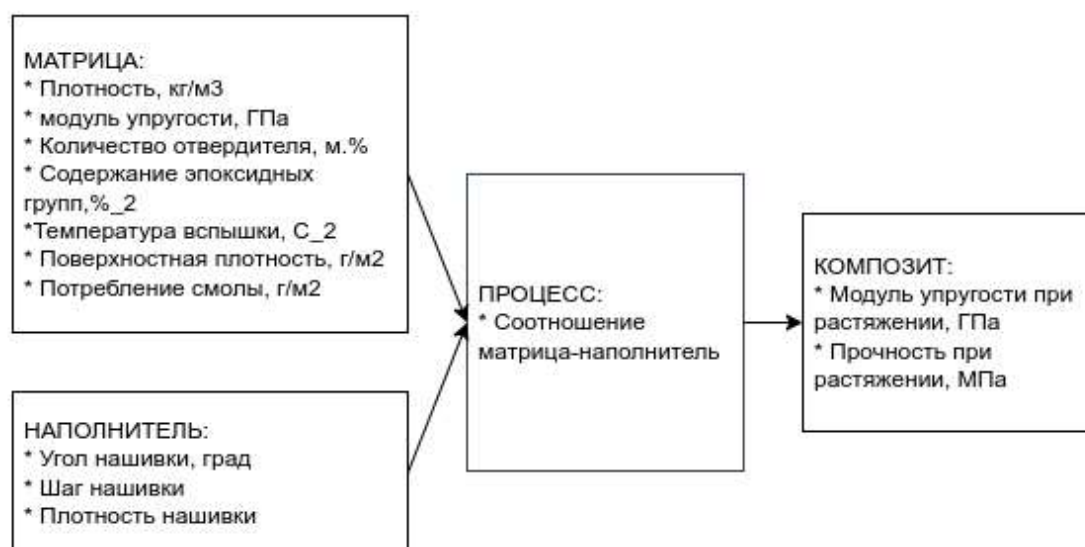 МАТРИЦА:
* Плотность, кг/м3
* модуль упругости, ГПа
* Количество отвердителя, м.%
* Содержание эпоксидных
групп,%_2
*Температура вспышки, С_2
* Поверхностная плотность, г/м2
* Потребление смолы, г/м2
НАПОЛНИТЕЛЬ:
* Угол нашивки, град
* Шаг нашивки
* Плотность нашивки
ПРОЦЕСС:
* Соотношение
матрица-наполнитель
КОМПОЗИТ:
* Модуль упругости при
растяжении, ГПа
* Прочность при
растяжении, МПа